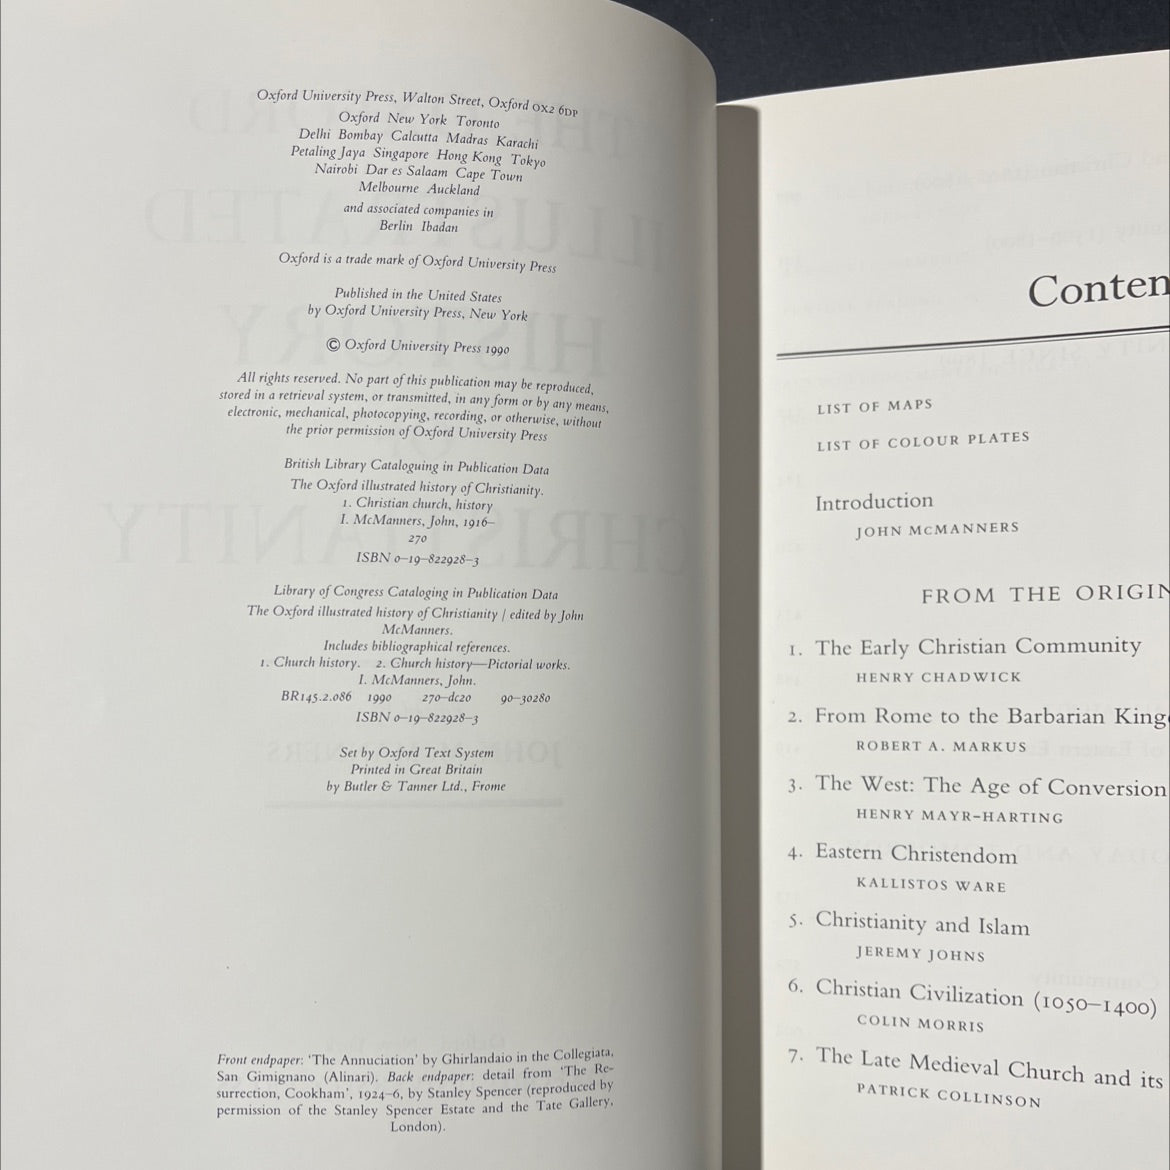 Oxford University Press, Walton Street, Oxford OX2 6DP
Oxford New York Toronto
Delhi Bombay Calcutta Madras Karachi
Petaling Jaya Singapore Hong Kong Tokyo
Nairobi Dar es Salaam Cape Town
Melbourne Auckland
and associated companies in
Berlin Ibadan
Oxford is a trade mark of Oxford University Press
Published in the United States
by Oxford University Press, New York
© Oxford University Press 1990
All rights reserved. No part of this publication may be reproduced,
stored in a retrieval system, or transmitted, in any form or by any means,
electronic, mechanical, photocopying, recording, or otherwise, without
the prior permission of Oxford University Press
British Library Cataloguing in Publication Data
The Oxford illustrated history of Christianity.
1. Christian church, history
I. McManners, John, 1916–
270
ISBN 0–19–822928–3
Library of Congress Cataloging in Publication Data
The Oxford illustrated history of Christianity / edited by John
McManners.
Includes bibliographical references.
1. Church history. 2. Church history—Pictorial works.
I. McManners, John.
BR145.2.086 1990 270–dc20 90–30280
ISBN 0–19–822928–3
Set by Oxford Text System
Printed in Great Britain
by Butler & Tanner Ltd., Frome
Front endpaper: 'The Annuciation' by Ghirlandaio in the Collegiata,
San Gimignano (Alinari). Back endpaper: detail from 'The Re-
surrection, Cookham', 1924–6, by Stanley Spencer (reproduced by
permission of the Stanley Spencer Estate and the Tate Gallery,
London).
Conten
LIST OF MAPS
LIST OF COLOUR PLATES
Introduction
JOHN McMANNERS
FROM THE ORIGIN
1. The Early Christian Community
HENRY CHADWICK
2. From Rome to the Barbarian King
ROBERT A. MARKUS
3. The West: The Age of Conversion
HENRY MAYR-HARTING
4. Eastern Christendom
KALLISTOS WARE
5. Christianity and Islam
JEREMY JOHNS
6. Christian Civilization (1050–1400)
COLIN MORRIS
7. The Late Medieval Church and its
PATRICK COLLINSON